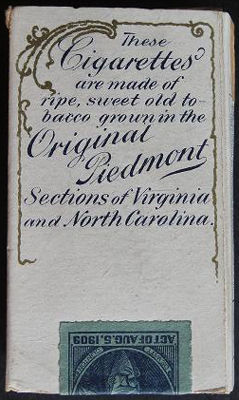 These
Cigarettes
are made of
ripe, sweet old to-
bacco grown in the
Original
Piedmont
Sections of Virginia
and North Carolina.
ACT OF AUG. 5, 1909